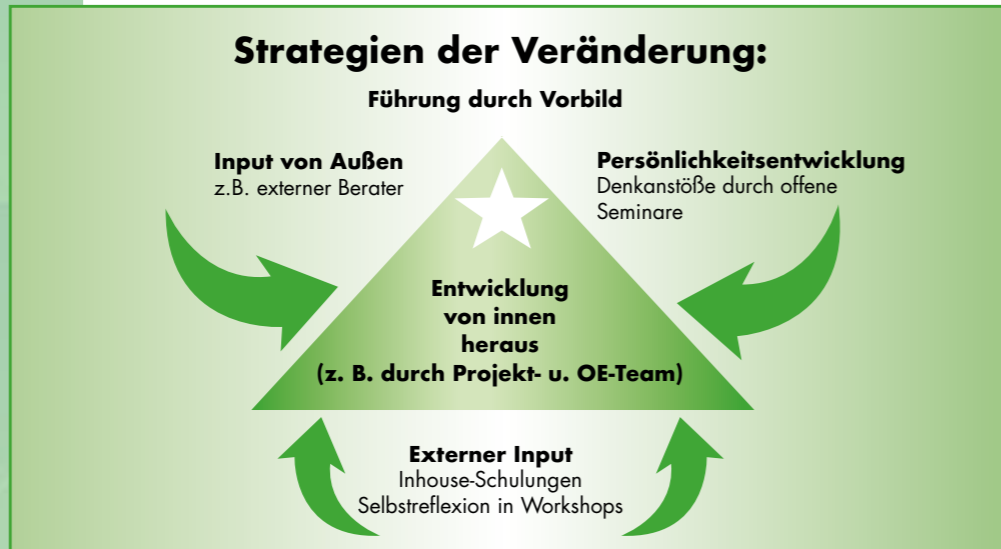 Strategien der Veränderung:
Führung durch Vorbild
Input von Außen
z.B. externer Berater
Persönlichkeitsentwicklung
Denkanstöße durch offene
Seminare
Entwicklung
von innen
heraus
(z. B. durch Projekt- u. OE-Team)
Externer Input
Inhouse-Schulungen
Selbstreflexion in Workshops